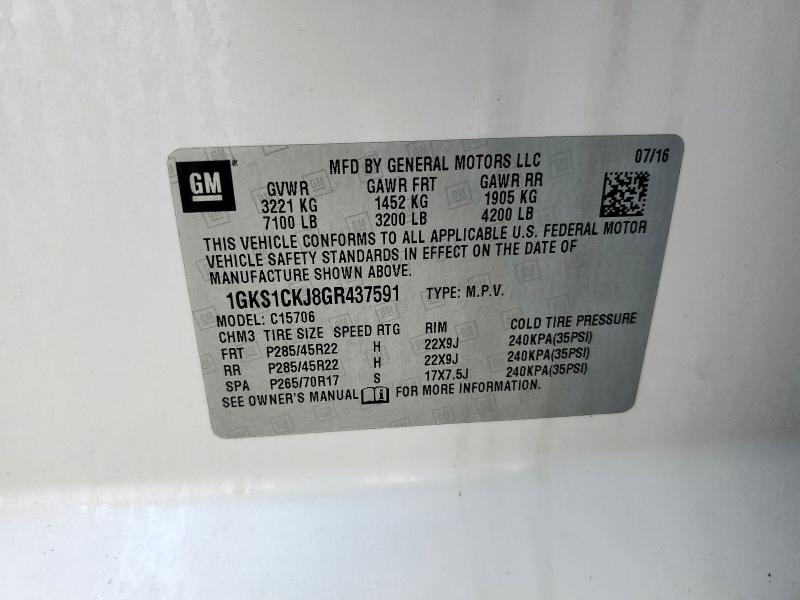 GM
MFD BY GENERAL MOTORS LLC 07/16
GVWR GAWR FRT GAWR RR
3221 KG 1452 KG 1905 KG
7100 LB 3200 LB 4200 LB
THIS VEHICLE CONFORMS TO ALL APPLICABLE U.S. FEDERAL MOTOR
VEHICLE SAFETY STANDARDS IN EFFECT ON THE DATE OF
MANUFACTURE SHOWN ABOVE.
1GKS1CKJ8GR437591 TYPE: M.P.V.
MODEL: C15706
CHM3 TIRE SIZE SPEED RTG RIM COLD TIRE PRESSURE
FRT P285/45R22 H 22X9J 240KPA(35PSI)
RR P285/45R22 H 22X9J 240KPA(35PSI)
SPA P265/70R17 S 17X7.5J 240KPA(35PSI)
SEE OWNER'S MANUAL FOR MORE INFORMATION.